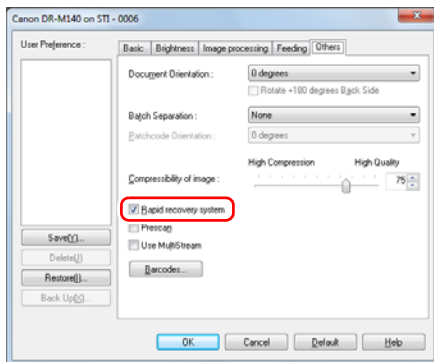 Canon DR-M140 on STI - 0006
User Preference :
Save(Y)...
Delete(J)
Restore(I)...
Back Up(X)...
Basic Brightness Image processing Feeding Others
Document Orientation : 0 degrees
Rotate +180 degrees Back Side
Batch Separation : None
Patchcode Orientation : 0 degrees
High Compression High Quality
Compressibility of image : 75
Rapid recovery system
Prescan
Use MultiStream
Barcodes...
OK Cancel Default Help